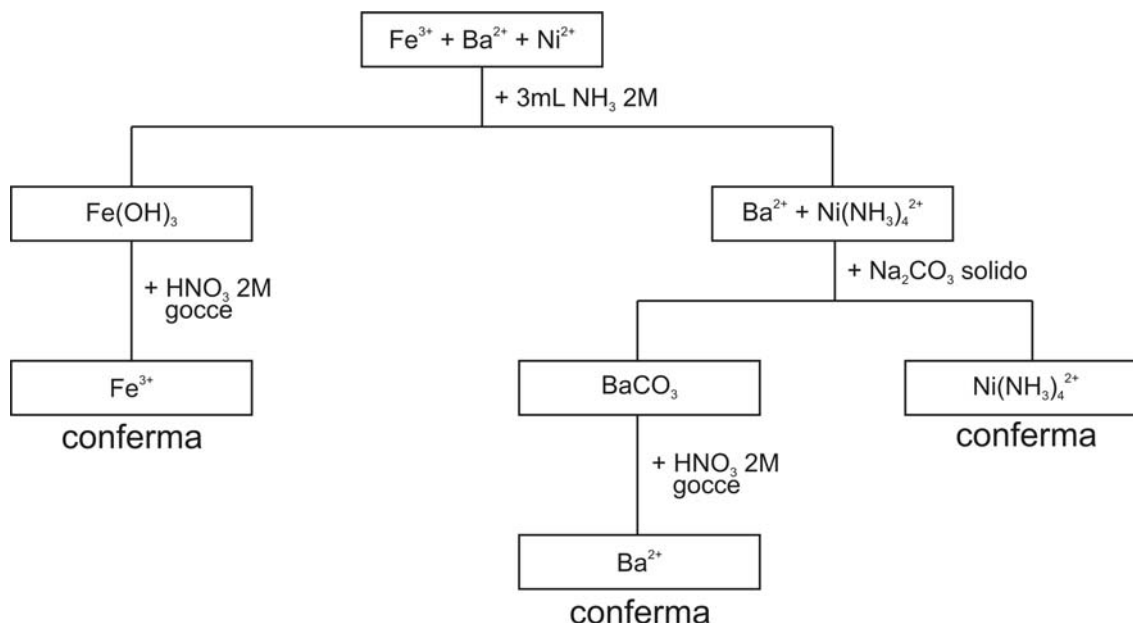 Fe³⁺ + Ba²⁺ + Ni²⁺
+ 3mL NH₃ 2M
Fe(OH)₃
Ba²⁺ + Ni(NH₃)₄²⁺
+ HNO₃ 2M
gocce
+ Na₂CO₃ solido
Fe³⁺
conferma
BaCO₃
Ni(NH₃)₄²⁺
conferma
+ HNO₃ 2M
gocce
Ba²⁺
conferma